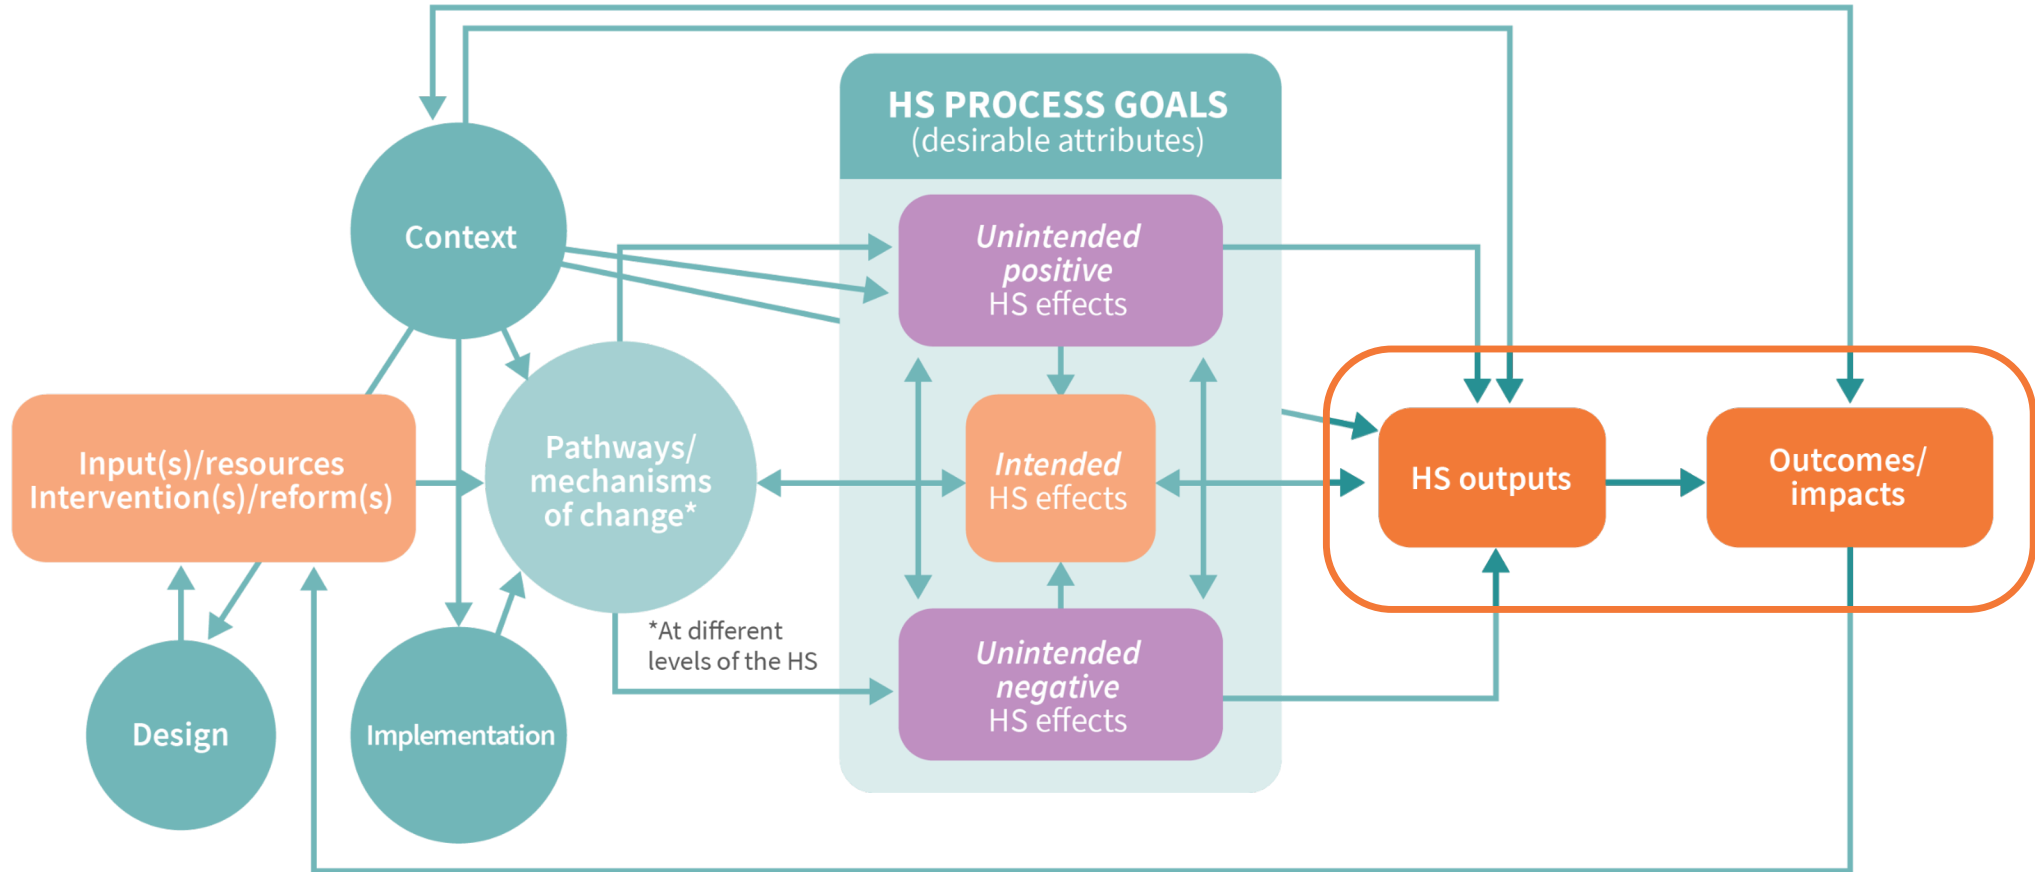 HS PROCESS GOALS
(desirable attributes)
Context
Unintended
positive
HS effects
Input(s)/resources
Intervention(s)/reform(s)
Pathways/
mechanisms
of change*
Intended
HS effects
HS outputs
Outcomes/
impacts
*At different
levels of the HS
Unintended
negative
HS effects
Design
Implementation